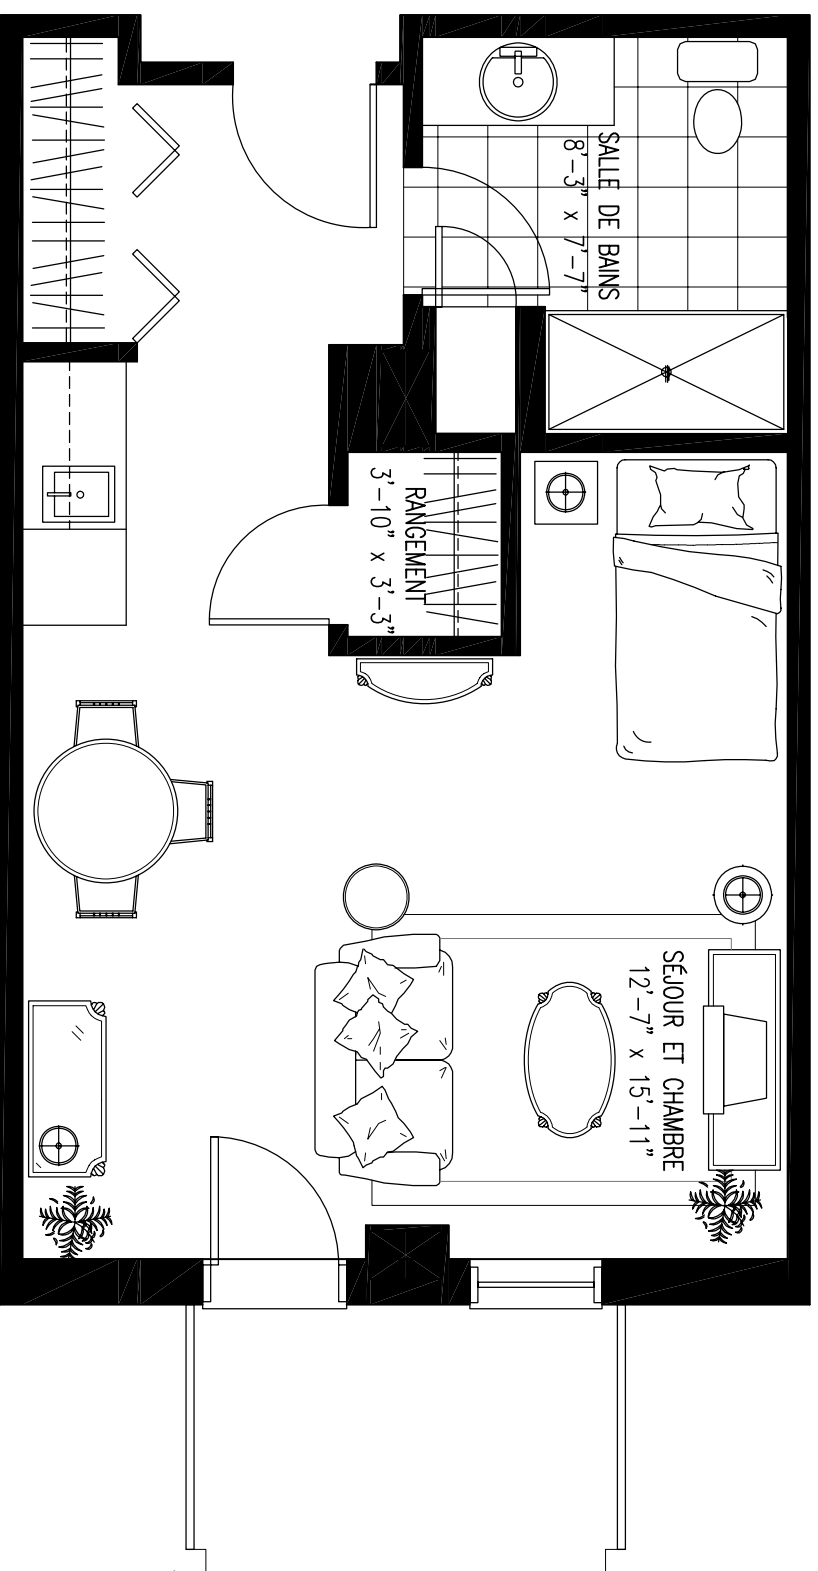 SALLE DE BAINS
8'-3" x 7'-7"
RANGEMENT
3'-10" x 3'-3"
SÉJOUR ET CHAMBRE
12'-7" x 15'-11"